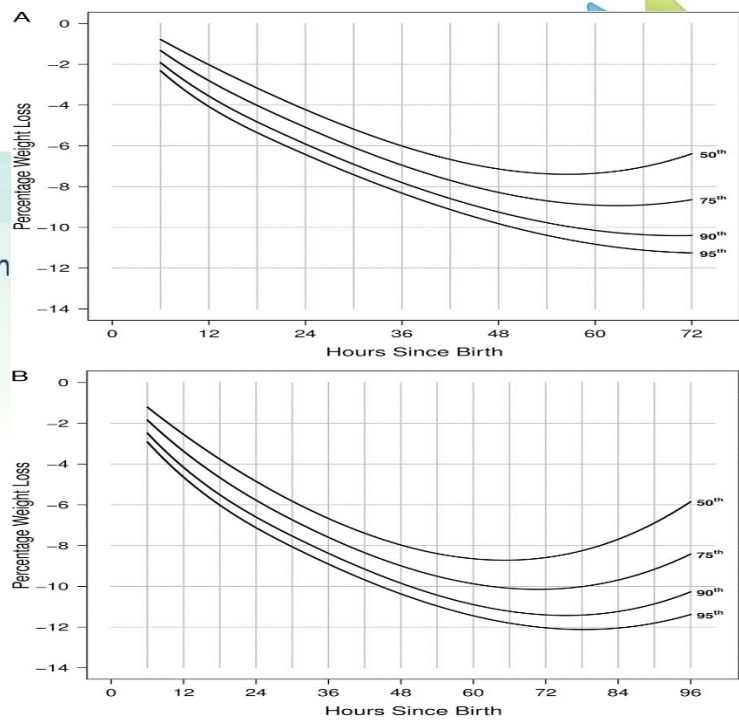 A
0
−2
−4
−6
−8
−10
−12
−14
Percentage Weight Loss
50th
75th
90th
95th
0 12 24 36 48 60 72
Hours Since Birth
n
B
0
−2
−4
−6
−8
−10
−12
−14
Percentage Weight Loss
50th
75th
90th
95th
0 12 24 36 48 60 72 84 96
Hours Since Birth